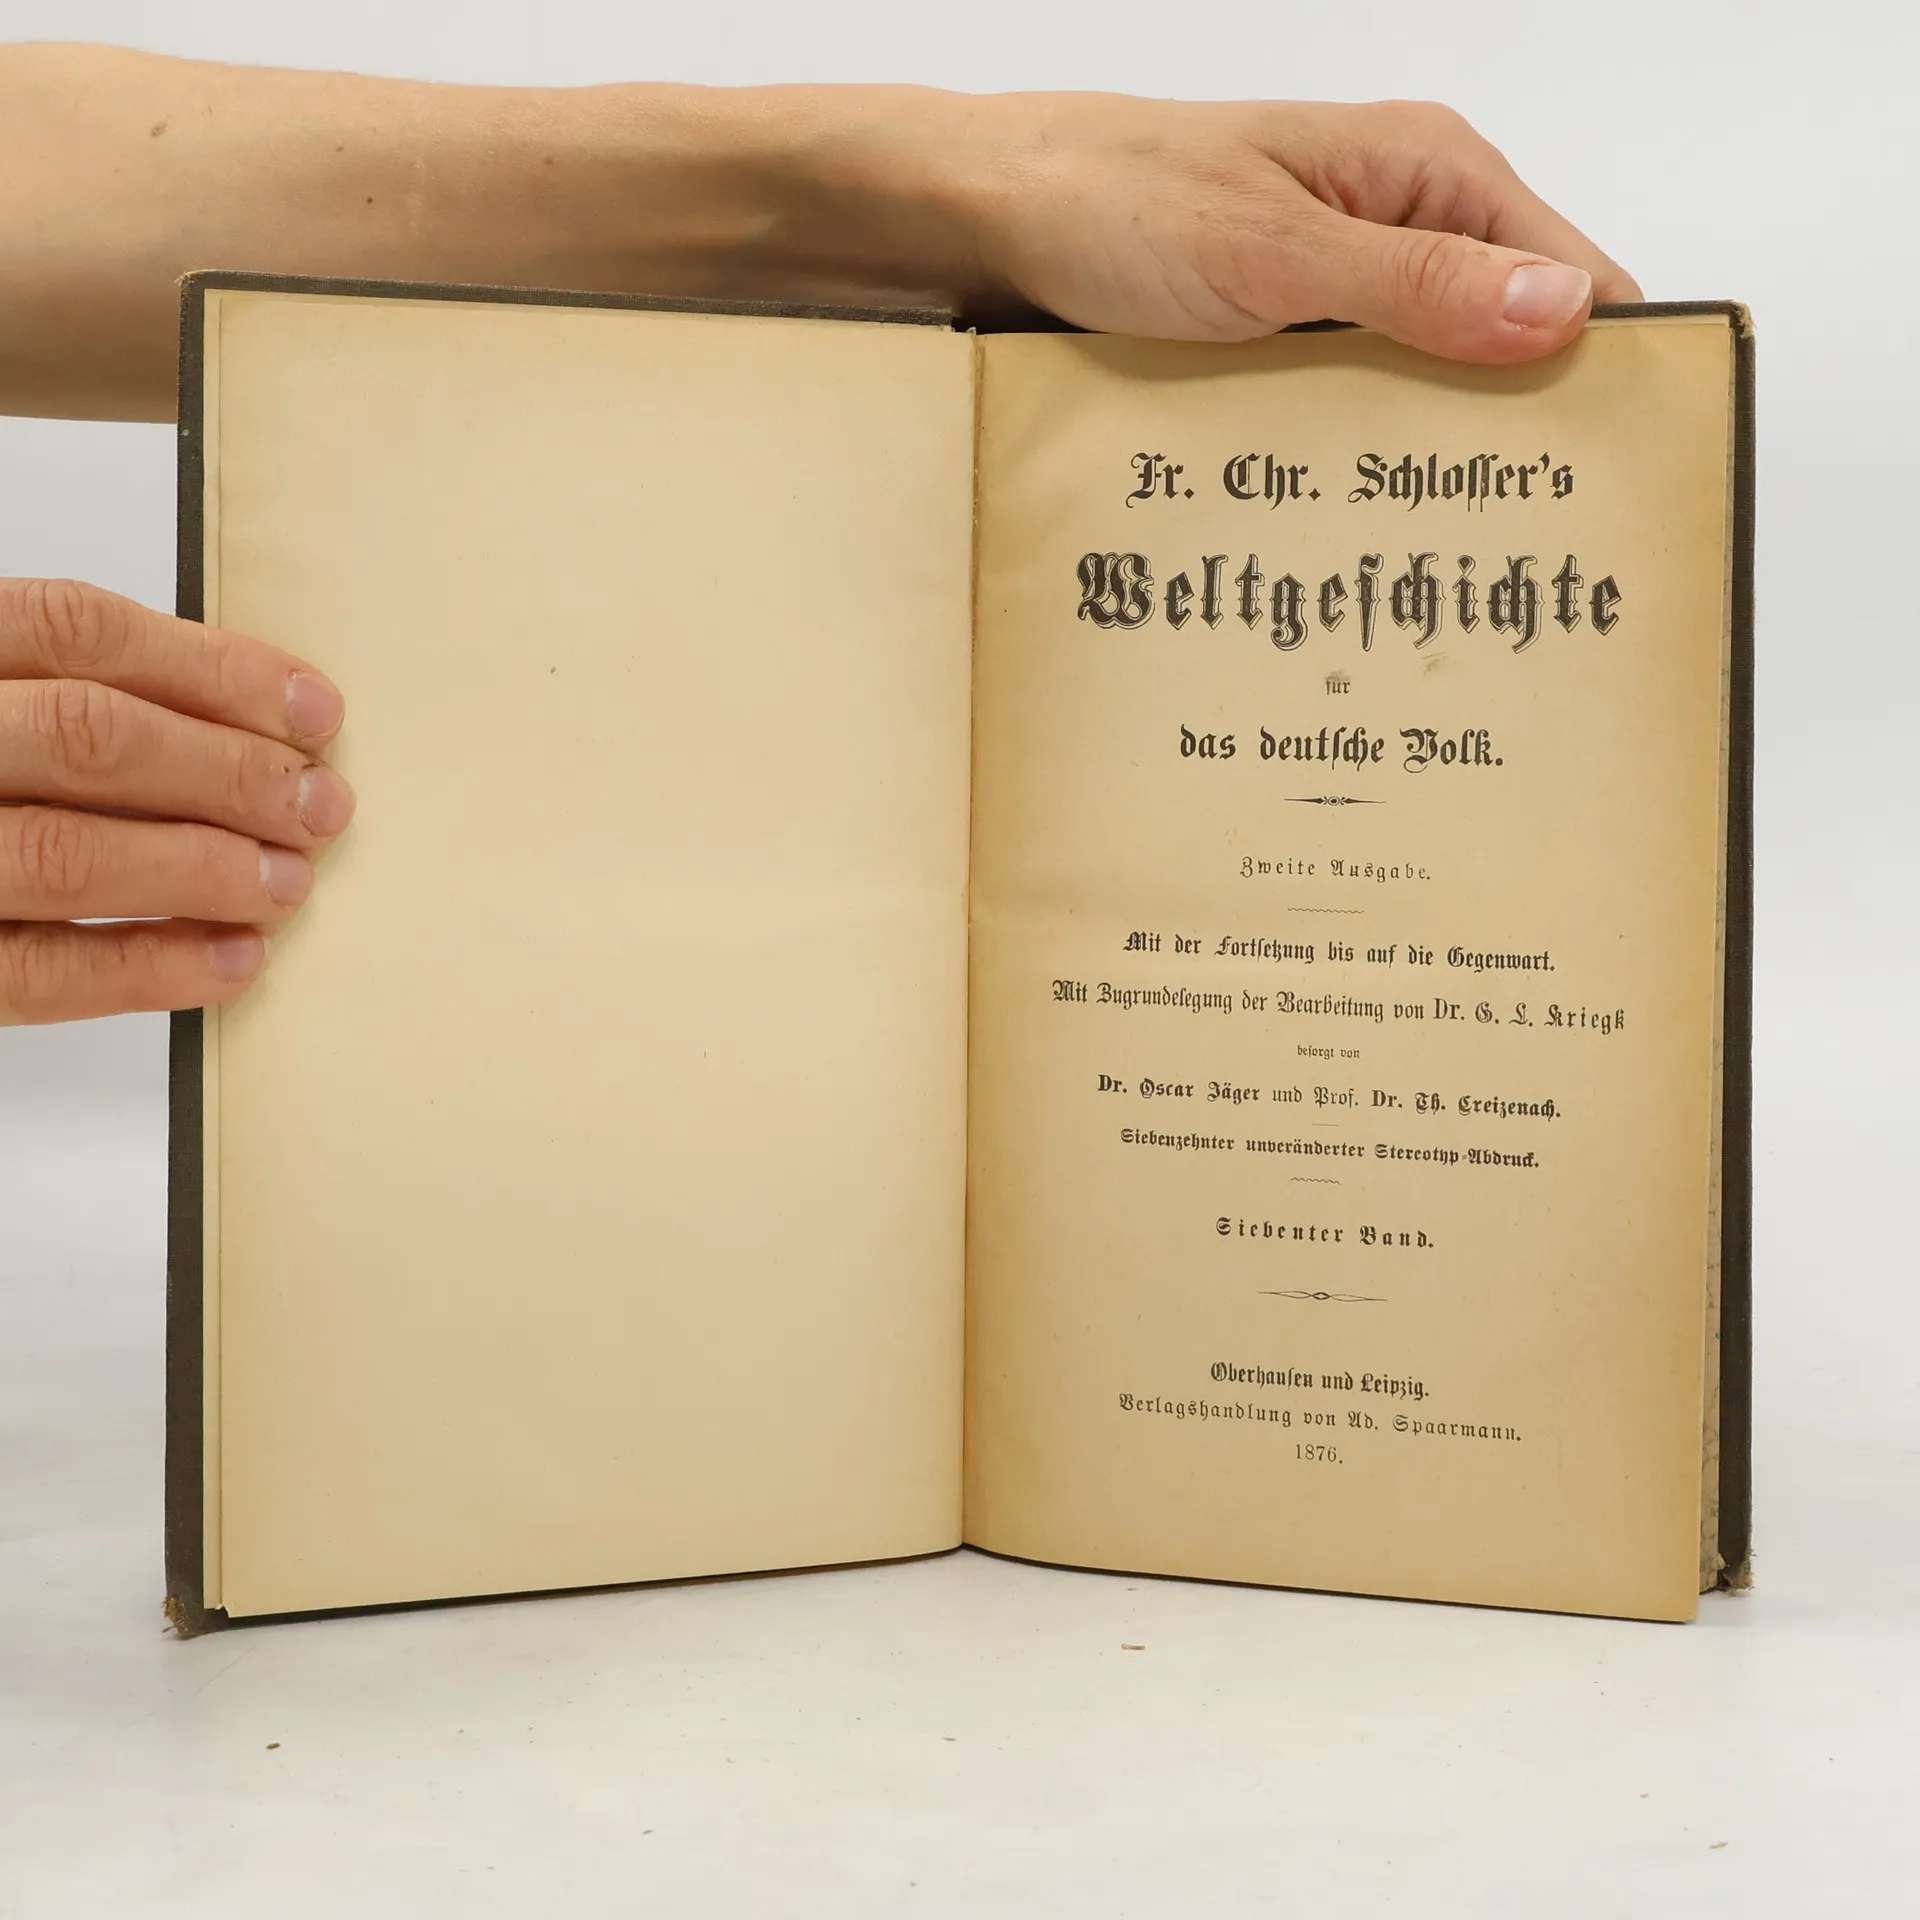 Fr. Chr. Schloſſer's
Weltgeſchichte
für
das deutſche Volk.
Zweite Ausgabe.
Mit der Fortſetzung bis auf die Gegenwart.
Mit Zugrundelegung der Bearbeitung von Dr. G. L. Kriegk
beſorgt von
Dr. Oscar Jäger und Prof. Dr. Th. Creizenach.
Siebenzehnter unveränderter Stereotyp-Abdruck.
Siebenter Band.
Oberhauſen und Leipzig.
Verlagshandlung von Ad. Spaarmann.
1876.